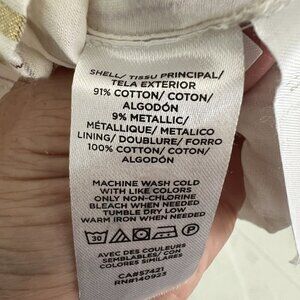 SHELL/ TISSU PRINCIPAL/
TELA EXTERIOR
91% COTTON/ COTON/
ALGODÓN
9% METALLIC/
MÉTALLIQUE/ METALICO
LINING/ DOUBLURE/ FORRO
100% COTTON/ COTON/
ALGODÓN
MACHINE WASH COLD
WITH LIKE COLORS
ONLY NON-CHLORINE
BLEACH WHEN NEEDED
TUMBLE DRY LOW
WARM IRON WHEN NEEDED
30
AVEC DES COULEURS
SEMBLABLES/ CON
COLORES SIMILARES
CA#57421
RN#140923